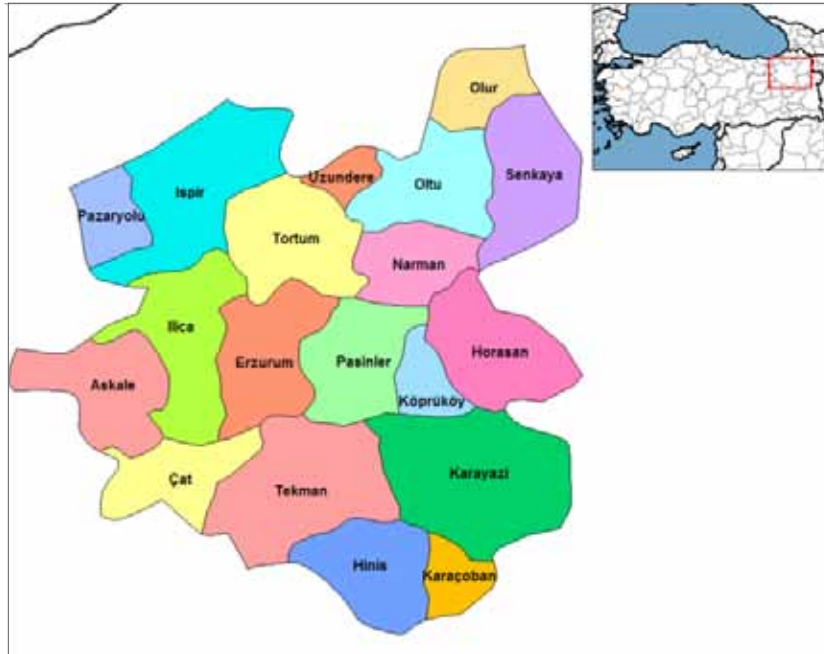 Olur
Uzundere
Oltu
Senkaya
Ispir
Pazaryolu
Tortum
Narman
Ilica
Erzurum
Pasinler
Horasan
Askale
Köprüköy
Çat
Tekman
Karayazi
Hinis
Karaçoban